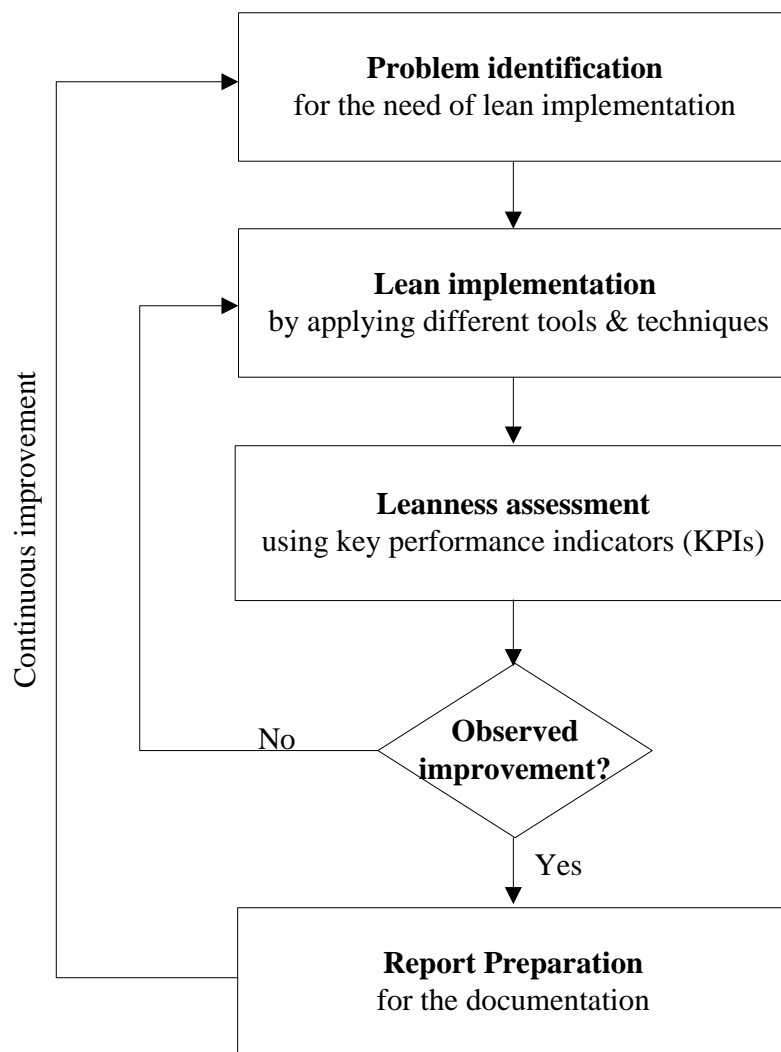 Problem identification
for the need of lean implementation
Lean implementation
by applying different tools & techniques
Continuous improvement
Leanness assessment
using key performance indicators (KPIs)
Observed
improvement?
No
Yes
Report Preparation
for the documentation